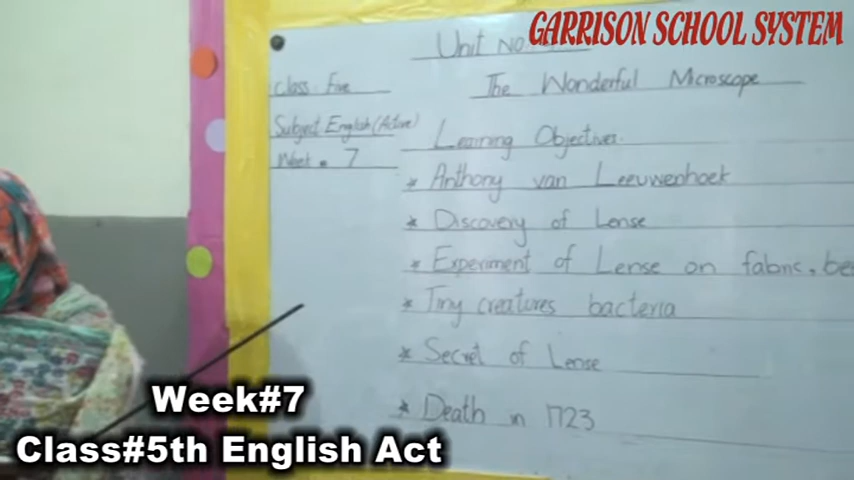 GARRISON SCHOOL SYSTEM
Unit No.
Class Five
The Wonderful Microscope
Subject English (Active)
Week = 7
Learning Objectives.
* Anthony van Leeuwenhoek
* Discovery of Lense
* Experiment of Lense on fabric, be
* Tiny creatures bacteria
* Secret of Lense
* Death in 1723
Week#7
Class#5th English Act